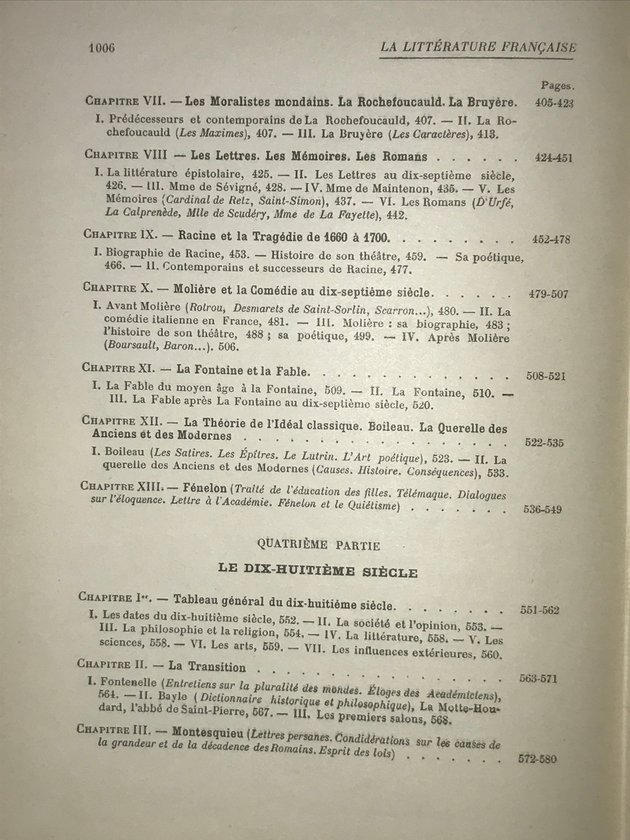 1006 LA LITTÉRATURE FRANÇAISE
Pages.
CHAPITRE VII. — Les Moralistes mondains. La Rochefoucauld. La Bruyère. 405-423
I. Prédécesseurs et contemporains de La Rochefoucauld, 407. — II. La Ro-
chefoucauld (Les Maximes), 407. — III. La Bruyère (Les Caractères), 413.
CHAPITRE VIII — Les Lettres. Les Mémoires. Les Romans . . . . . . 424-451
I. La littérature épistolaire, 425. — II. Les Lettres au dix-septième siècle,
426. — III. Mme de Sévigné, 428. — IV. Mme de Maintenon, 435. — V. Les
Mémoires (Cardinal de Retz, Saint-Simon), 437. — VI. Les Romans (D'Urfé,
La Calprenède, Mlle de Scudéry, Mme de La Fayette), 442.
CHAPITRE IX. — Racine et la Tragédie de 1660 à 1700. . . . . . . . . 452-478
I. Biographie de Racine, 453. — Histoire de son théâtre, 459. — Sa poétique,
466. — II. Contemporains et successeurs de Racine, 477.
CHAPITRE X. — Molière et la Comédie au dix-septième siècle. . . . . . 479-507
I. Avant Molière (Rotrou, Desmarets de Saint-Sorlin, Scarron...), 480. — II. La
comédie italienne en France, 481. — III. Molière : sa biographie, 483 ;
l'histoire de son théâtre, 488 ; sa poétique, 499. — IV. Après Molière
(Boursault, Baron...). 506.
CHAPITRE XI. — La Fontaine et la Fable. . . . . . . . . . . . . 508-521
I. La Fable du moyen âge à la Fontaine, 509. — II. La Fontaine, 510. —
III. La Fable après La Fontaine au dix-septième siècle, 520.
CHAPITRE XII. — La Théorie de l'Idéal classique. Boileau. La Querelle des
Anciens et des Modernes . . . . . . . . . . . . . . . 522-535
I. Boileau (Les Satires. Les Épîtres. Le Lutrin. L'Art poétique), 523. — II. La
querelle des Anciens et des Modernes (Causes. Histoire. Conséquences), 533.
CHAPITRE XIII. — Fénelon (Traité de l'éducation des filles. Télémaque. Dialogues
sur l'éloquence. Lettre à l'Académie. Fénelon et le Quiétisme) . . . . . . . 536-549
QUATRIÈME PARTIE
LE DIX-HUITIÈME SIÈCLE
CHAPITRE Ier. — Tableau général du dix-huitième siècle. . . . . . . . 551-562
I. Les dates du dix-huitième siècle, 552. — II. La société et l'opinion, 553. —
III. La philosophie et la religion, 554. — IV. La littérature, 558. — V. Les
sciences, 558. — VI. Les arts, 559. — VII. Les influences extérieures, 560.
CHAPITRE II. — La Transition . . . . . . . . . . . . . . . 563-571
I. Fontenelle (Entretiens sur la pluralité des mondes. Éloges des Académiciens),
564. — II. Bayle (Dictionnaire historique et philosophique), La Motte-Hou-
dard, l'abbé de Saint-Pierre, 567. — III. Les premiers salons, 568.
CHAPITRE III. — Montesquieu (Lettres persanes. Condidérations sur les causes de
la grandeur et de la décadence des Romains. Esprit des lois) . . . . . . . 572-580